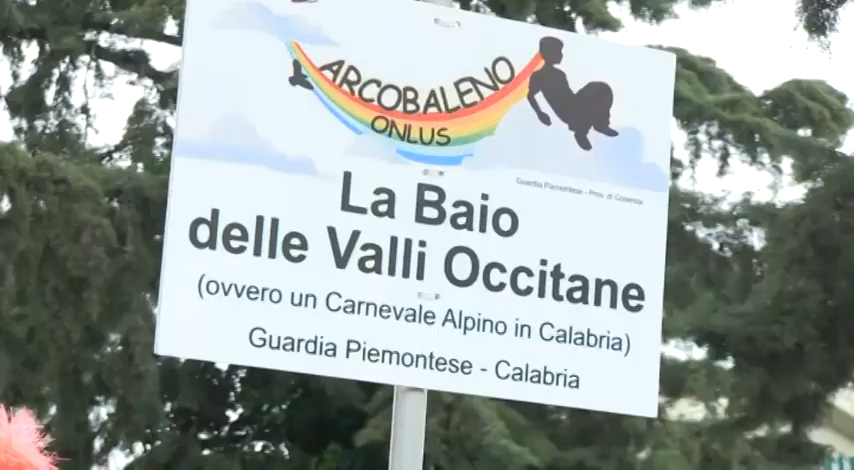 ARCOBALENO
ONLUS
Guardia Piemontese - Prov. di Cosenza
La Baio
delle Valli Occitane
(ovvero un Carnevale Alpino in Calabria)
Guardia Piemontese - Calabria